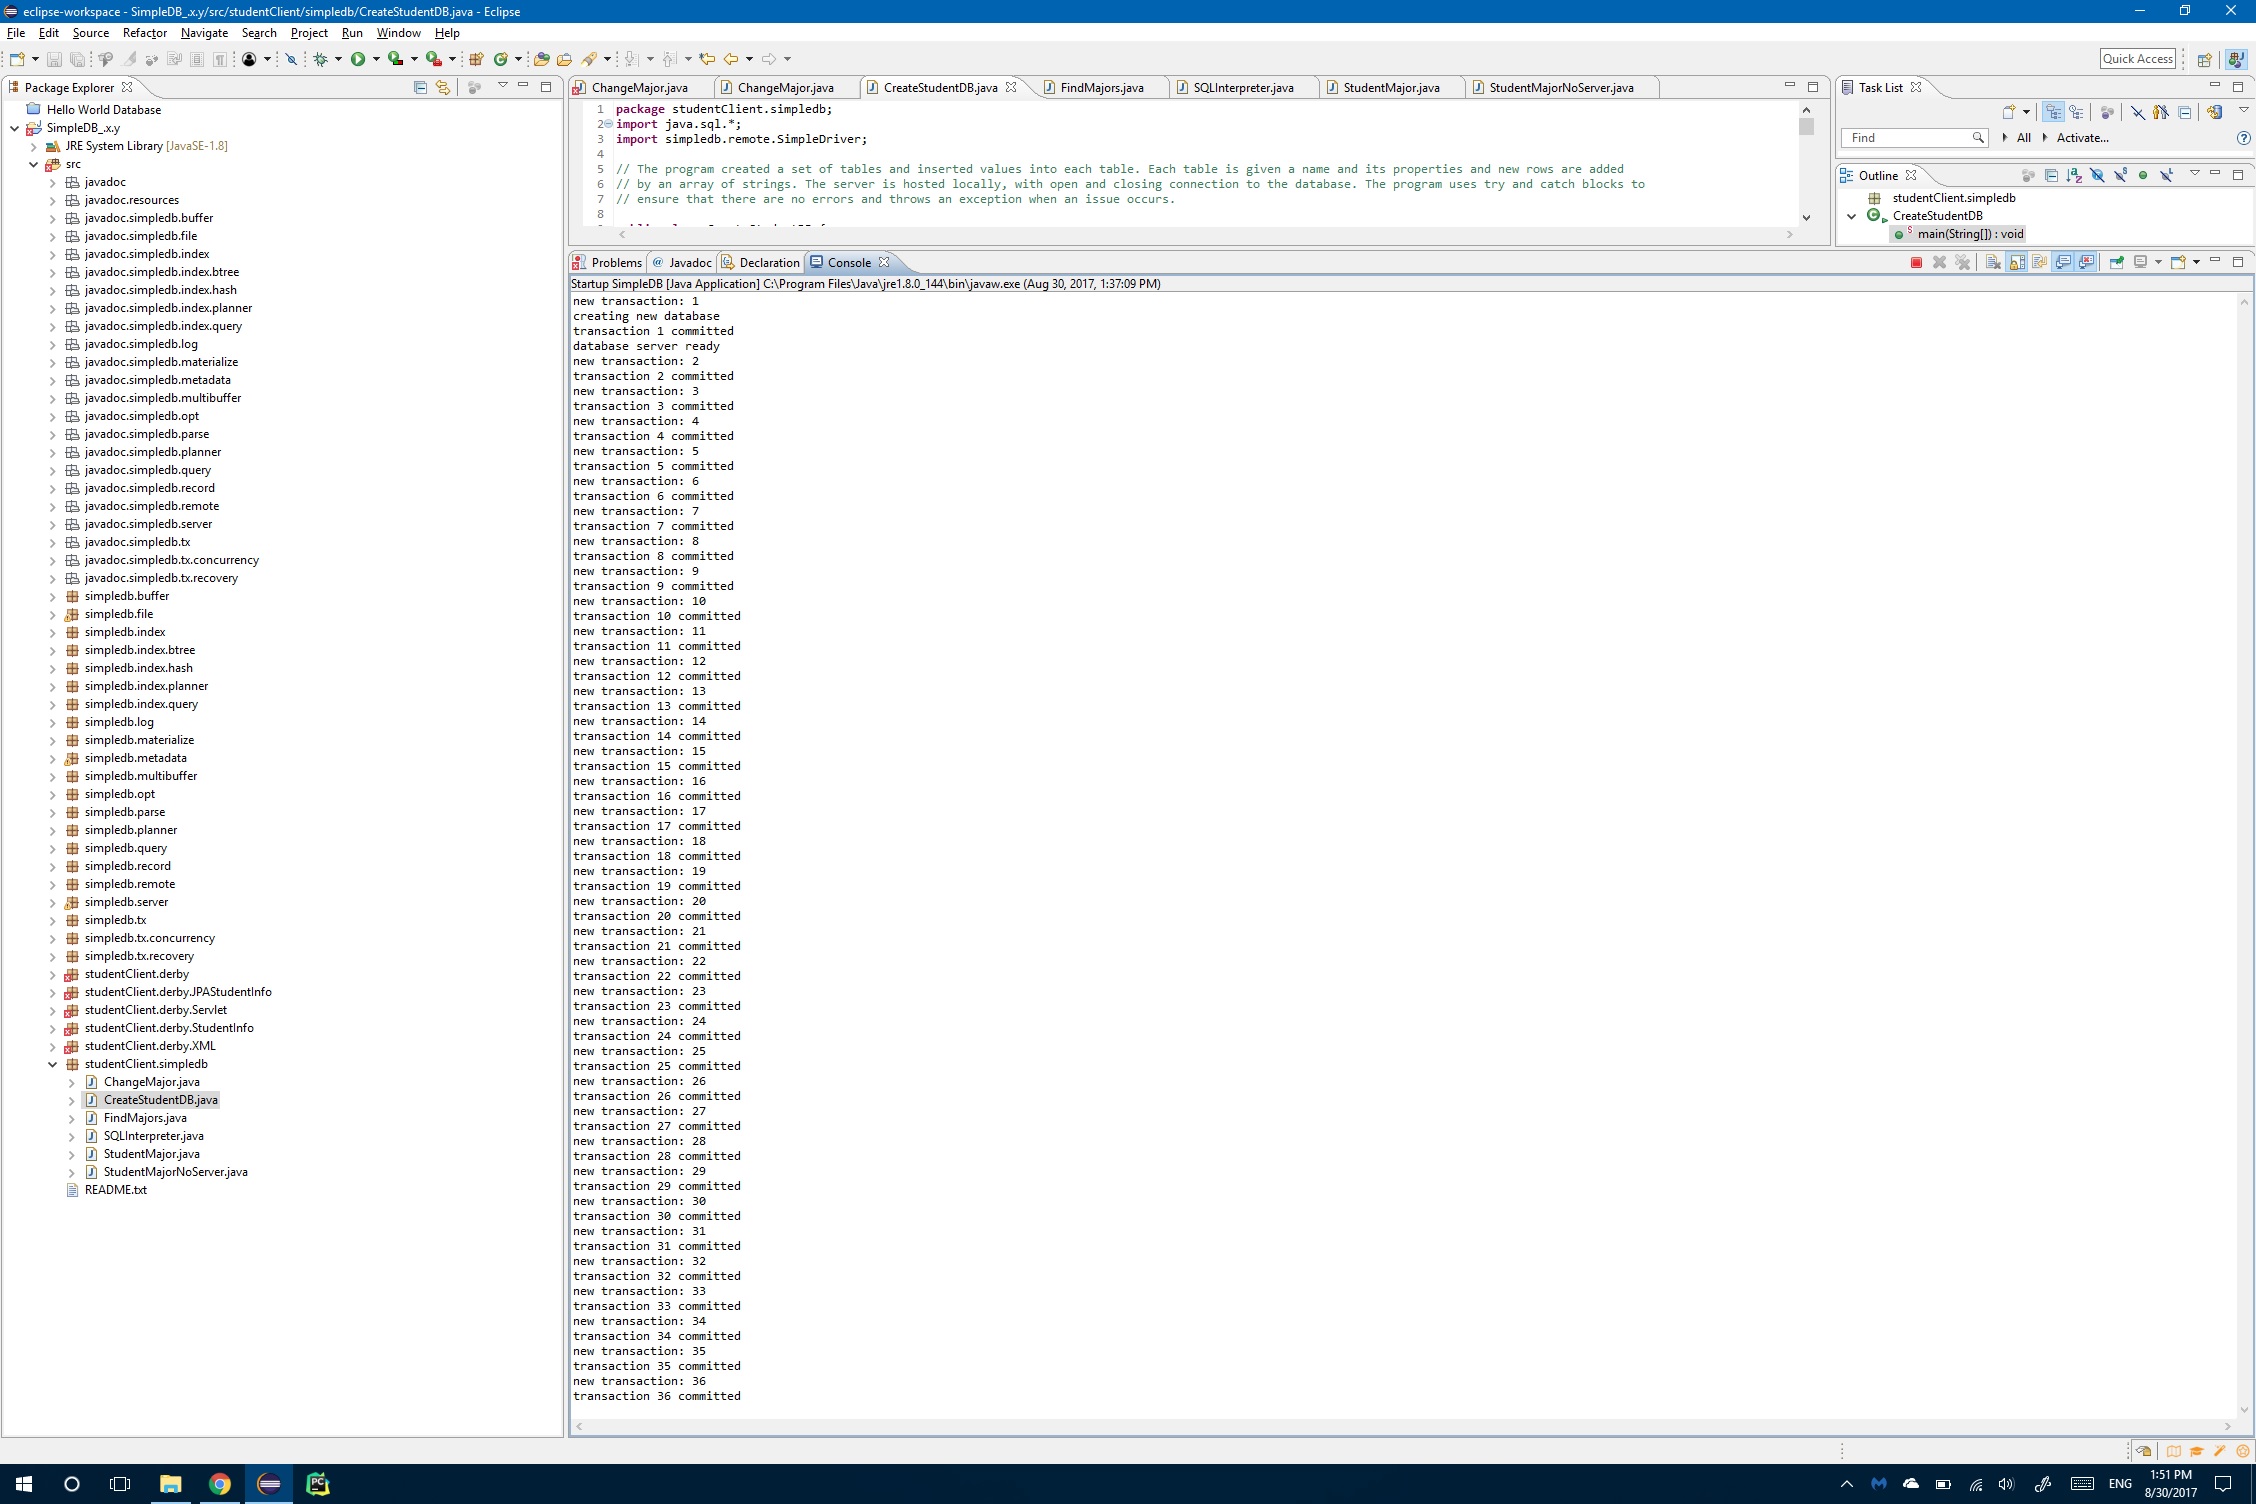 eclipse-workspace - SimpleDB_.x.y/src/studentClient/simpledb/CreateStudentDB.java - Eclipse
File Edit Source Refactor Navigate Search Project Run Window Help
Quick Access
Package Explorer
Hello World Database
SimpleDB_.x.y
JRE System Library [JavaSE-1.8]
src
javadoc
javadoc.resources
javadoc.simpledb.buffer
javadoc.simpledb.file
javadoc.simpledb.index
javadoc.simpledb.index.btree
javadoc.simpledb.index.hash
javadoc.simpledb.index.planner
javadoc.simpledb.index.query
javadoc.simpledb.log
javadoc.simpledb.materialize
javadoc.simpledb.metadata
javadoc.simpledb.multibuffer
javadoc.simpledb.opt
javadoc.simpledb.parse
javadoc.simpledb.planner
javadoc.simpledb.query
javadoc.simpledb.record
javadoc.simpledb.remote
javadoc.simpledb.server
javadoc.simpledb.tx
javadoc.simpledb.tx.concurrency
javadoc.simpledb.tx.recovery
simpledb.buffer
simpledb.file
simpledb.index
simpledb.index.btree
simpledb.index.hash
simpledb.index.planner
simpledb.index.query
simpledb.log
simpledb.materialize
simpledb.metadata
simpledb.multibuffer
simpledb.opt
simpledb.parse
simpledb.planner
simpledb.query
simpledb.record
simpledb.remote
simpledb.server
simpledb.tx
simpledb.tx.concurrency
simpledb.tx.recovery
studentClient.derby
studentClient.derby.JPAStudentInfo
studentClient.derby.Servlet
studentClient.derby.StudentInfo
studentClient.derby.XML
studentClient.simpledb
ChangeMajor.java
CreateStudentDB.java
FindMajors.java
SQLInterpreter.java
StudentMajor.java
StudentMajorNoServer.java
README.txt
ChangeMajor.java ChangeMajor.java CreateStudentDB.java FindMajors.java SQLInterpreter.java StudentMajor.java StudentMajorNoServer.java
1 package studentClient.simpledb;
2 import java.sql.*;
3 import simpledb.remote.SimpleDriver;
4
5 // The program created a set of tables and inserted values into each table. Each table is given a name and its properties and new rows are added
6 // by an array of strings. The server is hosted locally, with open and closing connection to the database. The program uses try and catch blocks to
7 // ensure that there are no errors and throws an exception when an issue occurs.
8
Task List
Find All Activate...
Outline
studentClient.simpledb
CreateStudentDB
main(String[]) : void
Problems @ Javadoc Declaration Console
Startup SimpleDB [Java Application] C:\Program Files\Java\jre1.8.0_144\bin\javaw.exe (Aug 30, 2017, 1:37:09 PM)
new transaction: 1
creating new database
transaction 1 committed
database server ready
new transaction: 2
transaction 2 committed
new transaction: 3
transaction 3 committed
new transaction: 4
transaction 4 committed
new transaction: 5
transaction 5 committed
new transaction: 6
transaction 6 committed
new transaction: 7
transaction 7 committed
new transaction: 8
transaction 8 committed
new transaction: 9
transaction 9 committed
new transaction: 10
transaction 10 committed
new transaction: 11
transaction 11 committed
new transaction: 12
transaction 12 committed
new transaction: 13
transaction 13 committed
new transaction: 14
transaction 14 committed
new transaction: 15
transaction 15 committed
new transaction: 16
transaction 16 committed
new transaction: 17
transaction 17 committed
new transaction: 18
transaction 18 committed
new transaction: 19
transaction 19 committed
new transaction: 20
transaction 20 committed
new transaction: 21
transaction 21 committed
new transaction: 22
transaction 22 committed
new transaction: 23
transaction 23 committed
new transaction: 24
transaction 24 committed
new transaction: 25
transaction 25 committed
new transaction: 26
transaction 26 committed
new transaction: 27
transaction 27 committed
new transaction: 28
transaction 28 committed
new transaction: 29
transaction 29 committed
new transaction: 30
transaction 30 committed
new transaction: 31
transaction 31 committed
new transaction: 32
transaction 32 committed
new transaction: 33
transaction 33 committed
new transaction: 34
transaction 34 committed
new transaction: 35
transaction 35 committed
new transaction: 36
transaction 36 committed
ENG
1:51 PM
8/30/2017